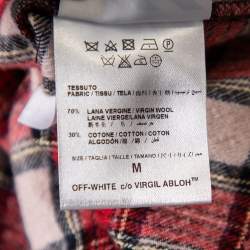 TESSUTO
FABRIC / TISSU / TELA /
70% LANA VERGINE / VIRGIN WOOL
LAINE VIERGE/LANA VIRGEN/
30% COTONE / COTTON / COTON
ALGODÓN /
SIZE / TAGLIA / TAILLE / TAMANO /
M
OFF-WHITE c/o VIRGIL ABLOH™